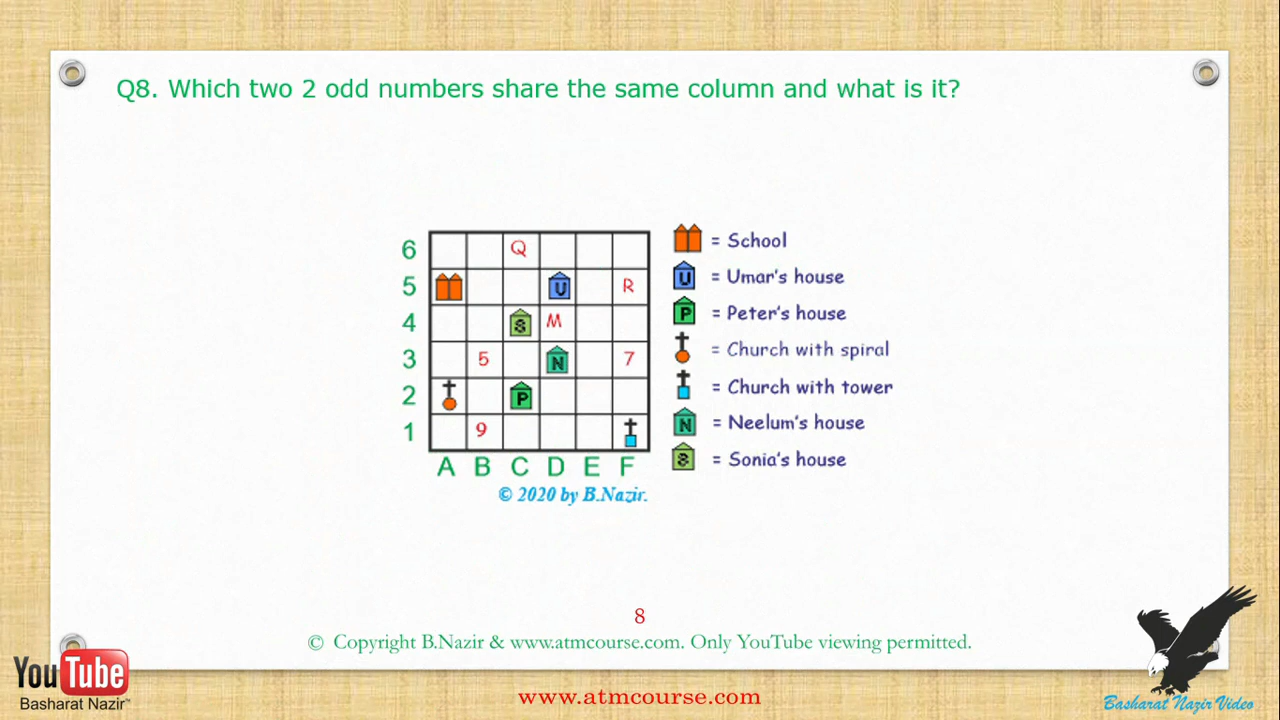 Q8. Which two 2 odd numbers share the same column and what is it?
6 Q
5 U R
4 S M
3 5 N 7
2 P
1 9
A B C D E F
© 2020 by B.Nazir.
= School
U = Umar's house
P = Peter's house
= Church with spiral
= Church with tower
N = Neelum's house
S = Sonia's house
8
© Copyright B.Nazir & www.atmcourse.com. Only YouTube viewing permitted.
YouTube
Basharat Nazir™
www.atmcourse.com
Basharat Nazir Video